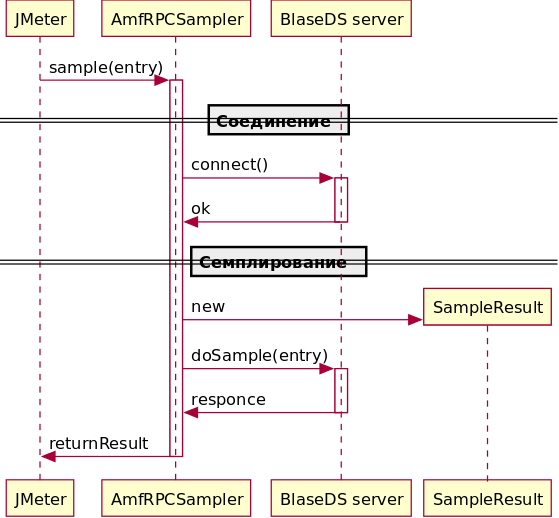 JMeter
AmfRPCSampler
BlaseDS server
sample(entry)
Соединение
connect()
ok
Семплирование
new
SampleResult
doSample(entry)
responce
returnResult
JMeter
AmfRPCSampler
BlaseDS server
SampleResult